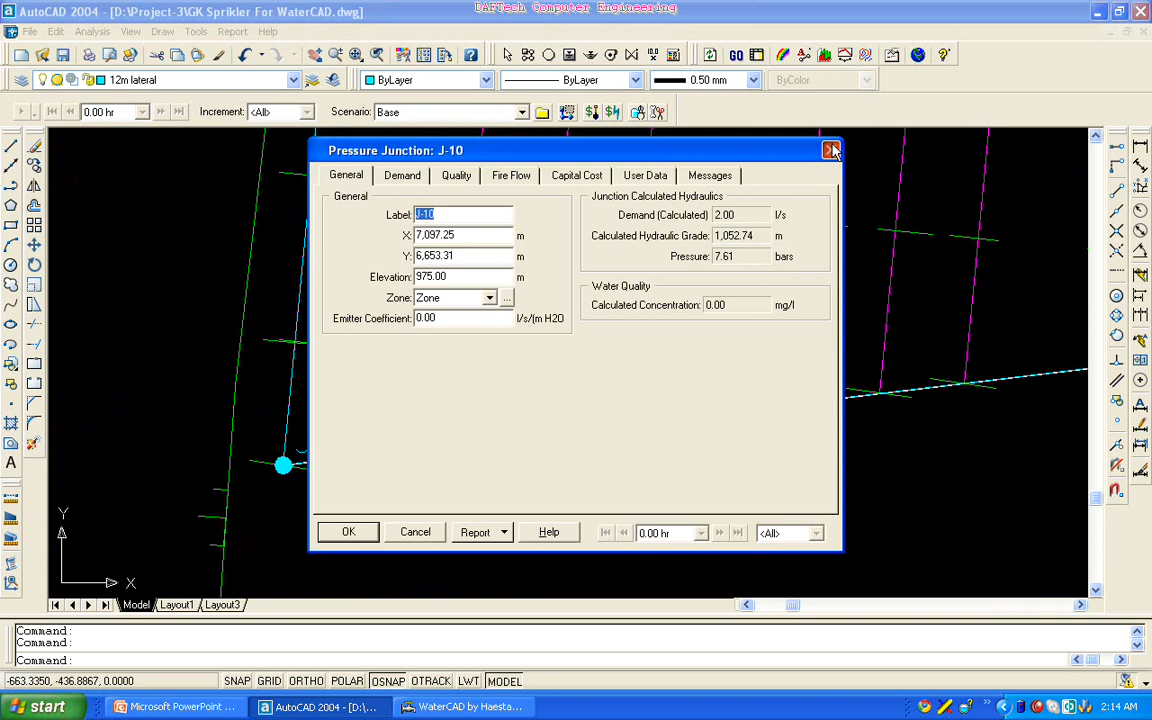 DAFTech Computer Engineering
AutoCAD 2004 - [D:\Project-3\GK Sprikler For WaterCAD.dwg]
File Edit Analysis View Draw Tools Report Help
GO
12m lateral ByLayer ByLayer 0.50 mm ByColor
0.00 hr Increment: <All> Scenario: Base
Pressure Junction: J-10
General Demand Quality Fire Flow Capital Cost User Data Messages
General
Label: J-10
X: 7,097.25 m
Y: 6,653.31 m
Elevation: 975.00 m
Zone: Zone ...
Emitter Coefficient: 0.00 l/s/(m H2O
Junction Calculated Hydraulics
Demand (Calculated) 2.00 l/s
Calculated Hydraulic Grade: 1,052.74 m
Pressure: 7.61 bars
Water Quality
Calculated Concentration: 0.00 mg/l
OK Cancel Report Help 0.00 hr <All>
Y
X
A
A
Model Layout1 Layout3
Command:
Command:
Command:
-663.3350, -436.8867, 0.0000 SNAP GRID ORTHO POLAR OSNAP OTRACK LWT MODEL
start Microsoft PowerPoint ... AutoCAD 2004 - [D:\... WaterCAD by Haesta... 2:14 AM